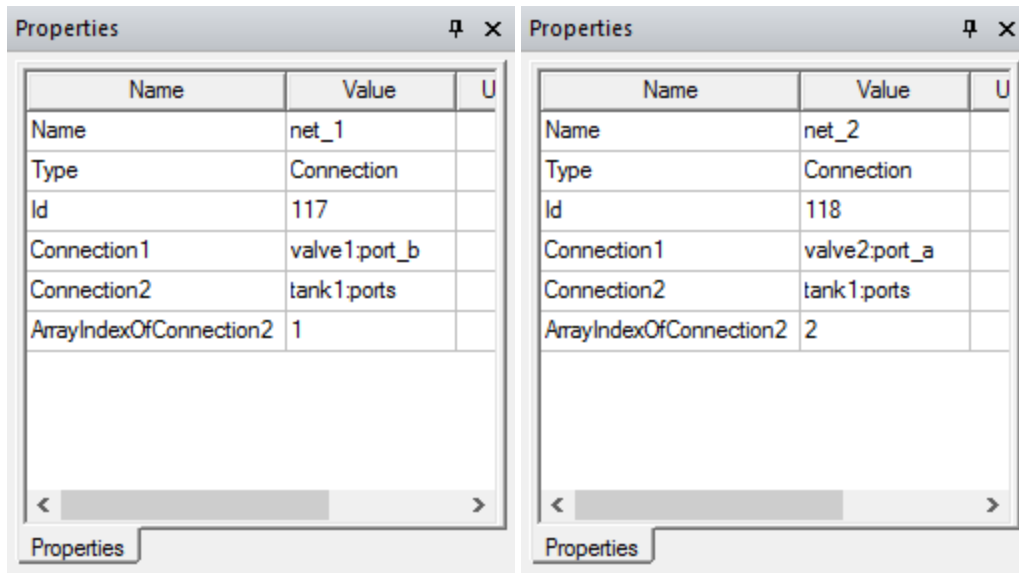 Properties
Name Value U
Name net_1
Type Connection
Id 117
Connection1 valve1:port_b
Connection2 tank1:ports
ArrayIndexOfConnection2 1
Properties
Properties
Name Value U
Name net_2
Type Connection
Id 118
Connection1 valve2:port_a
Connection2 tank1:ports
ArrayIndexOfConnection2 2
Properties